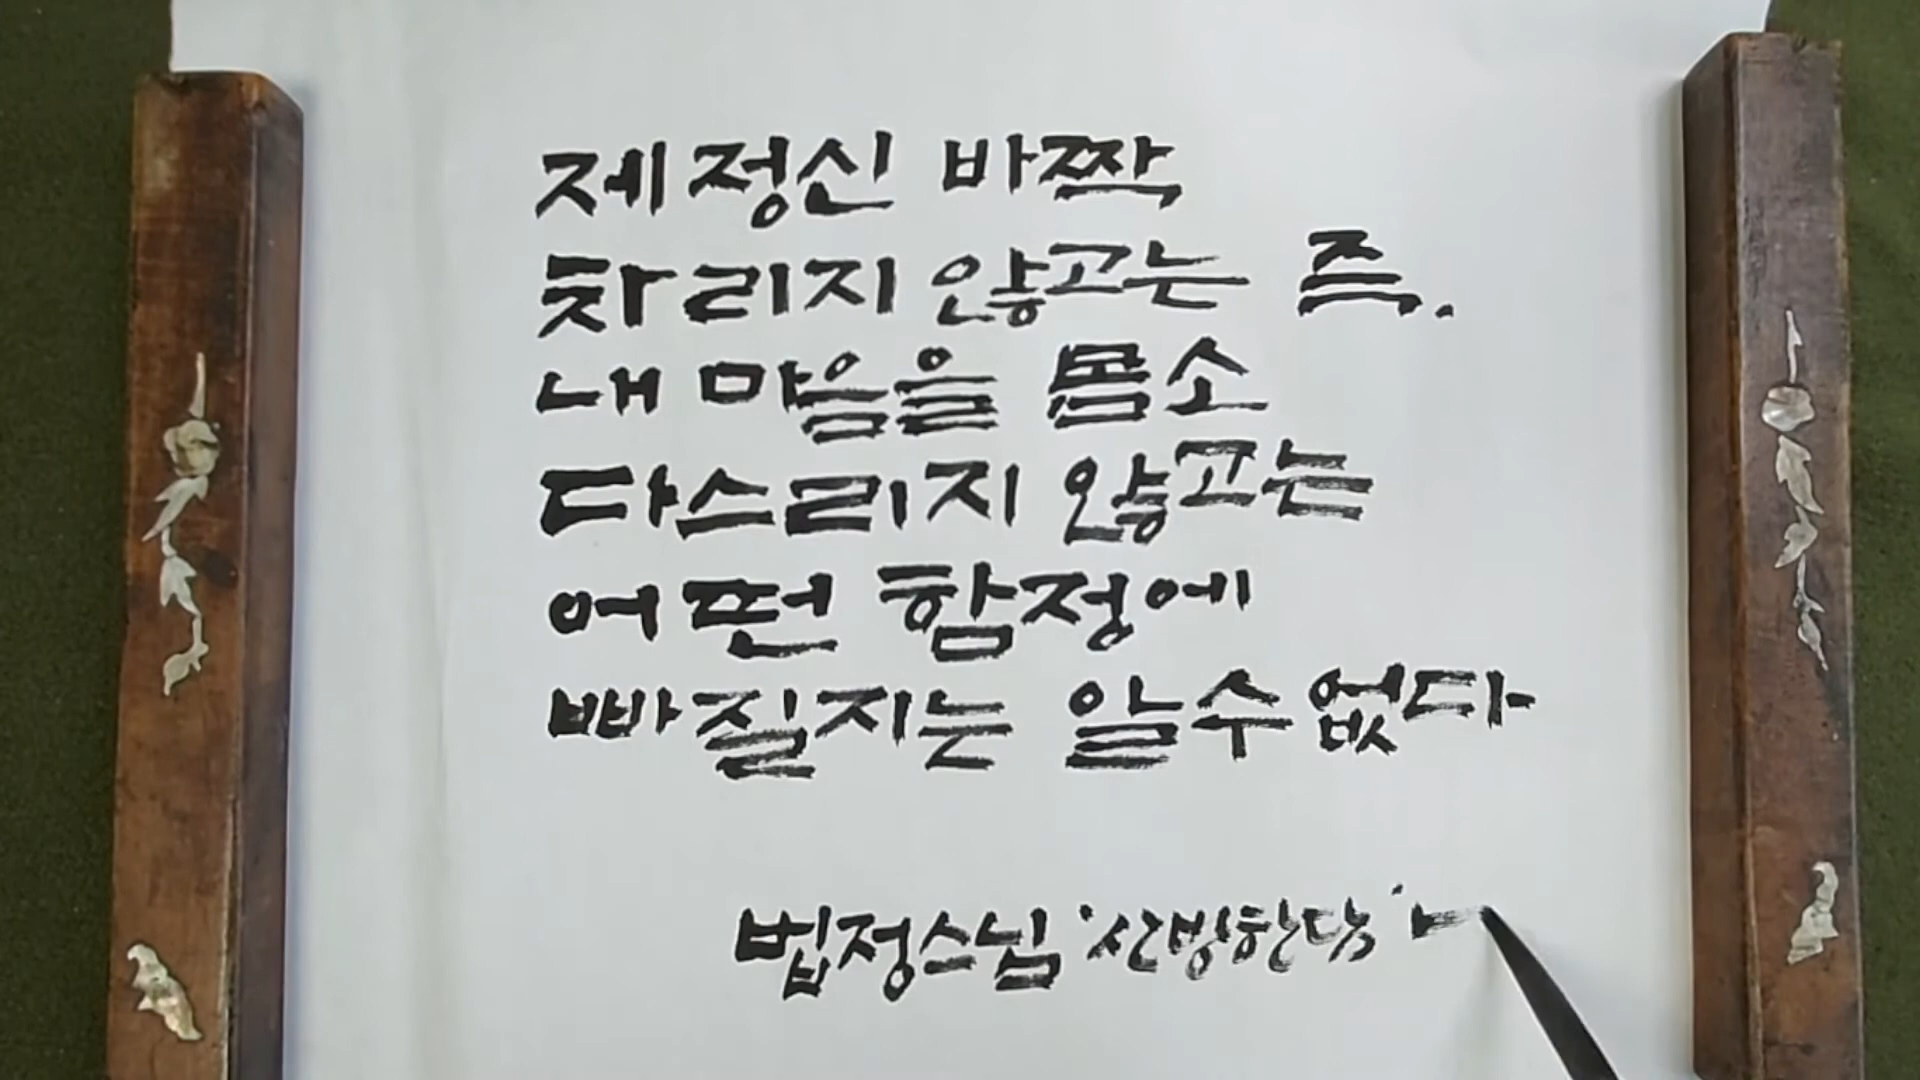 제정신 바짝
차리지 않고는 즉.
내 마음을 몸소
다스리지 않고는
어떤 함정에
빠질지는 알수없다
법정스님 '산방한담'